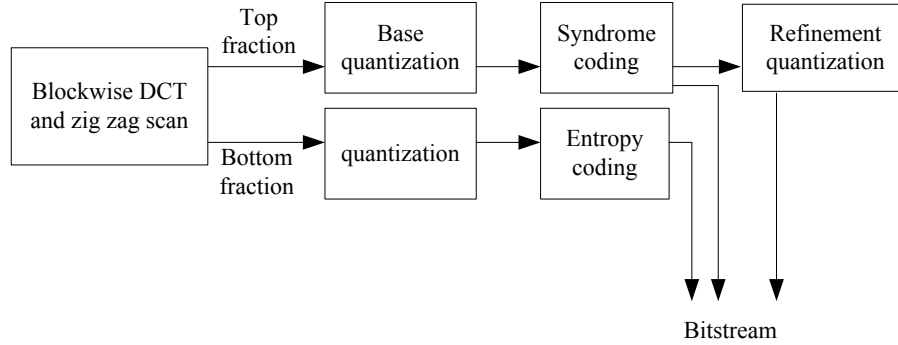 Top
fraction
Base
quantization
Syndrome
coding
Refinement
quantization
Blockwise DCT
and zig zag scan
Bottom
fraction
quantization
Entropy
coding
Bitstream